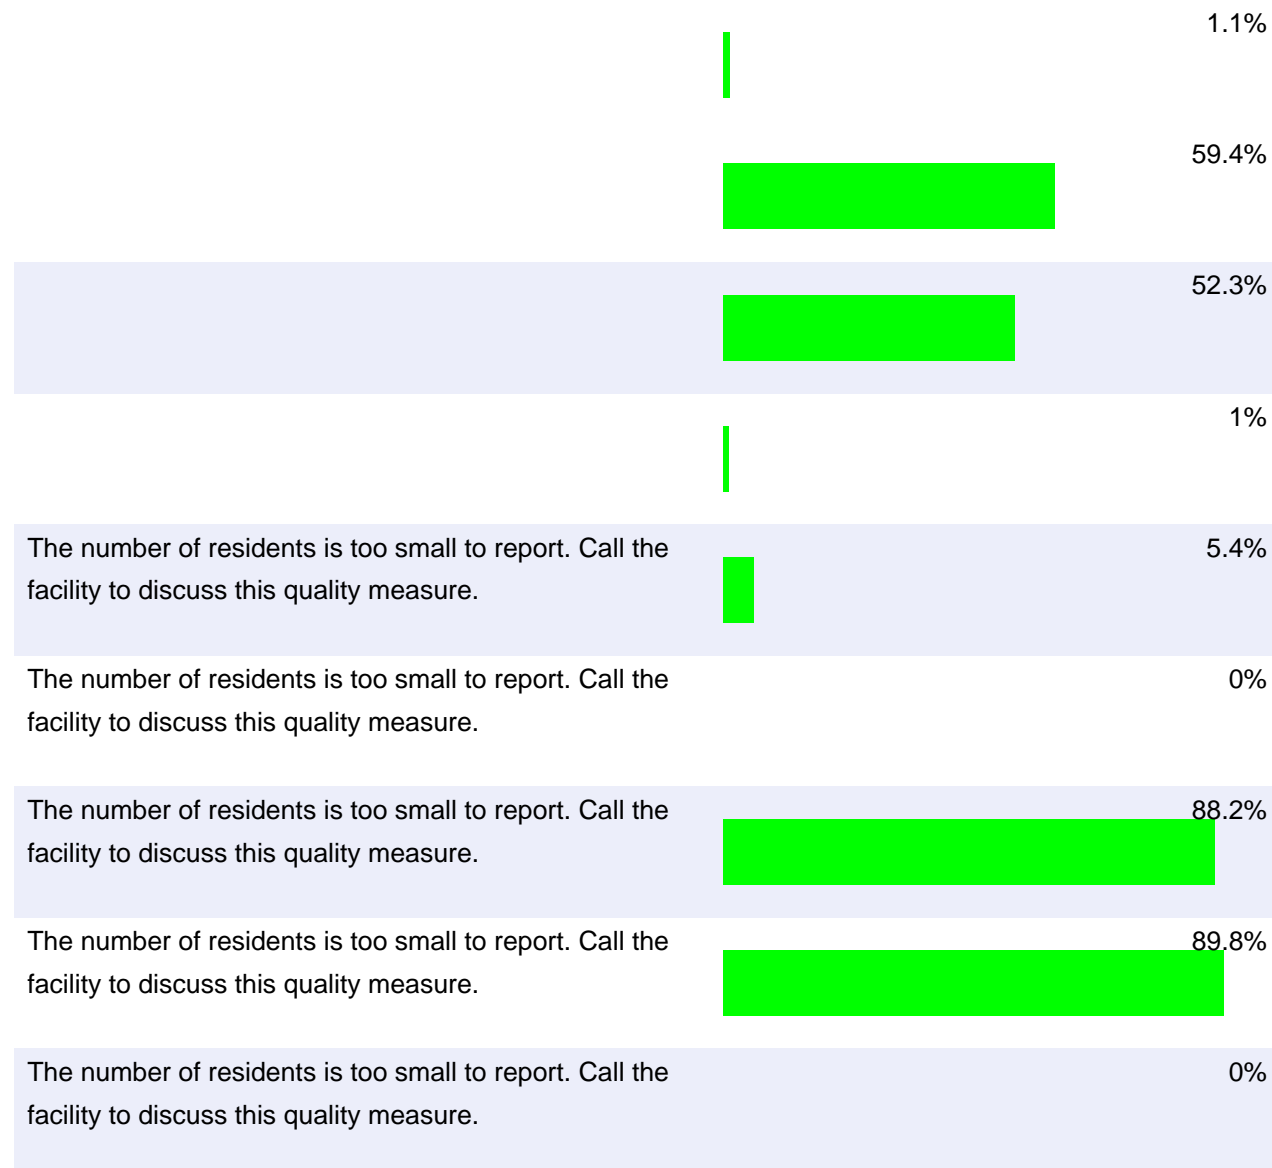 1.1%
59.4%
52.3%
1%
The number of residents is too small to report. Call the
facility to discuss this quality measure.
5.4%
The number of residents is too small to report. Call the
facility to discuss this quality measure.
0%
The number of residents is too small to report. Call the
facility to discuss this quality measure.
88.2%
The number of residents is too small to report. Call the
facility to discuss this quality measure.
89.8%
The number of residents is too small to report. Call the
facility to discuss this quality measure.
0%